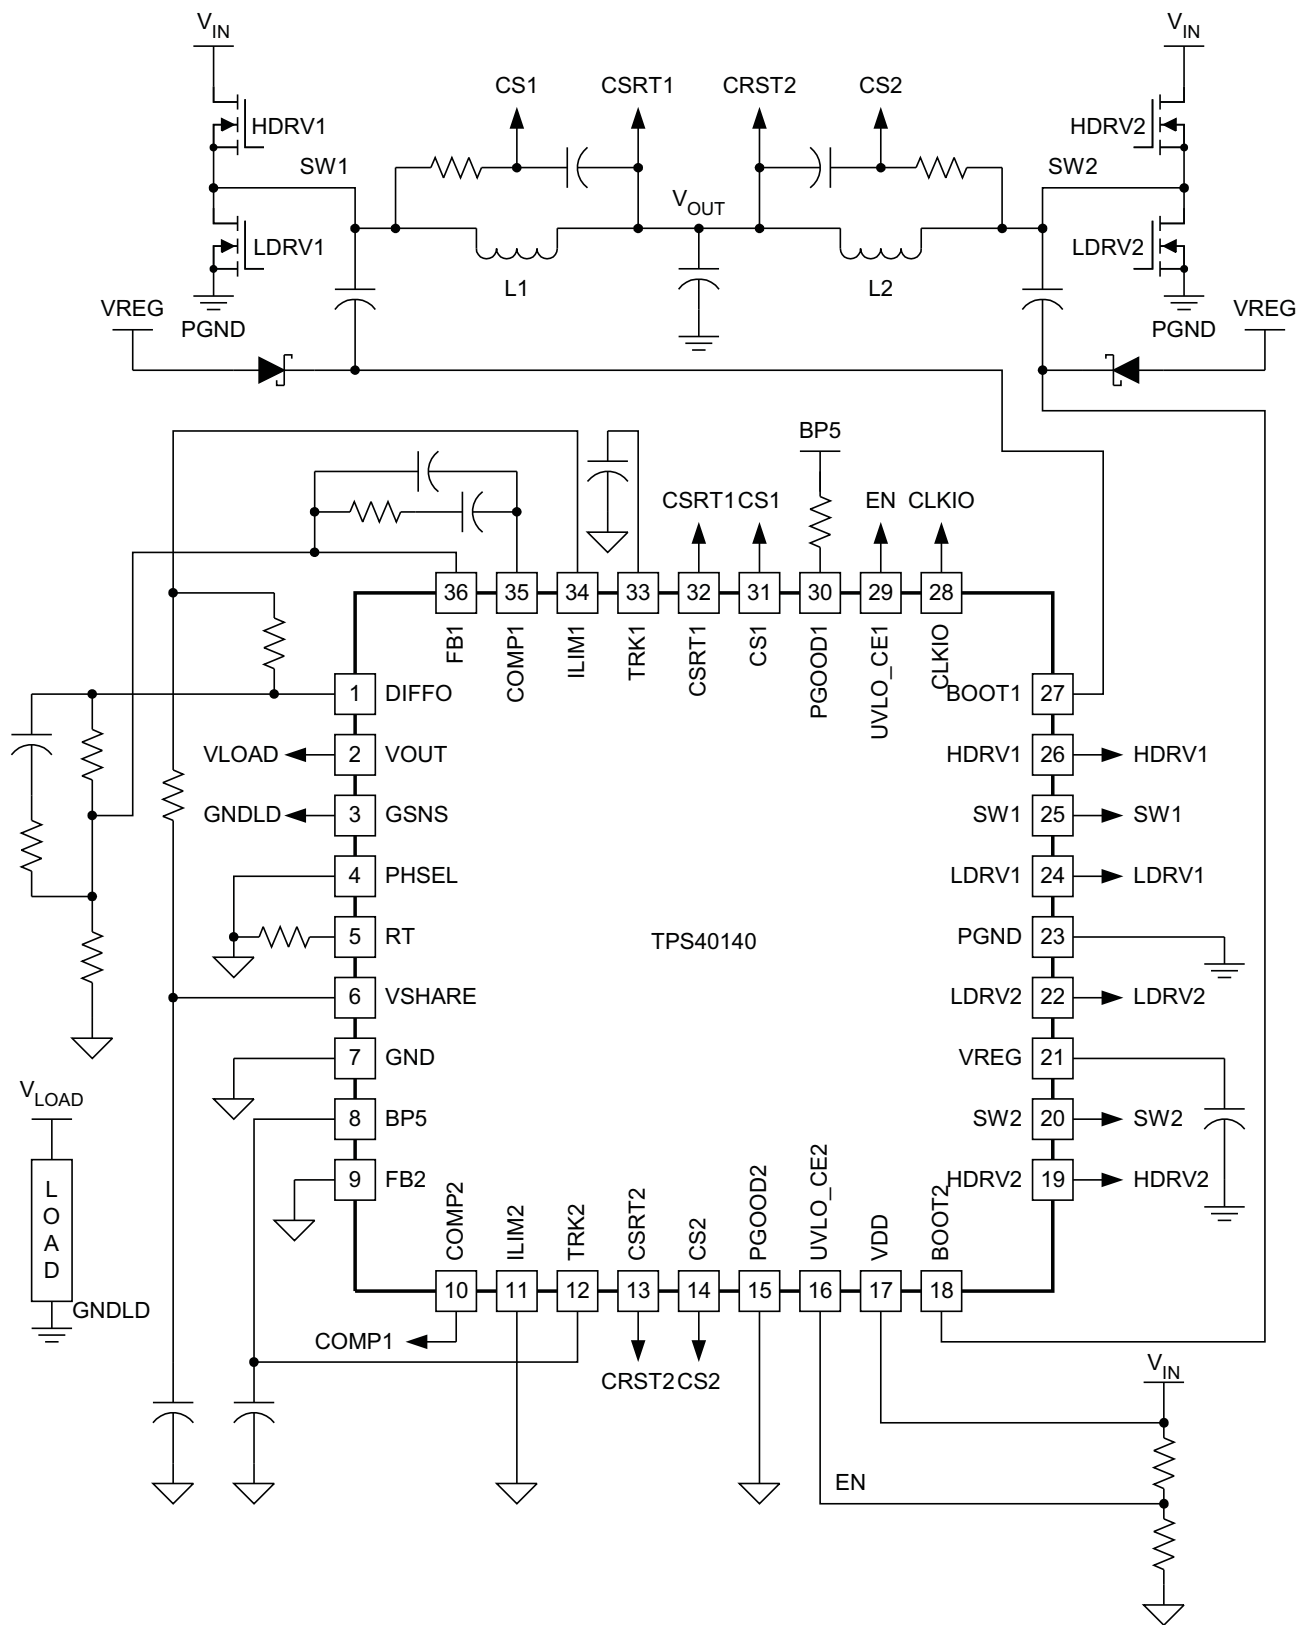 VIN
VIN
CS1
CSRT1
CRST2
CS2
HDRV1
HDRV2
SW1
SW2
VOUT
LDRV1
LDRV2
L1
L2
VREG
PGND
PGND
VREG
BP5
CSRT1
CS1
EN
CLKIO
36
35
34
33
32
31
30
29
28
FB1
COMP1
ILIM1
TRK1
CSRT1
CS1
PGOOD1
UVLO_CE1
CLKIO
1 DIFFO
BOOT1 27
VLOAD 2 VOUT
HDRV1 26 HDRV1
GNDLD 3 GSNS
SW1 25 SW1
4 PHSEL
LDRV1 24 LDRV1
5 RT
TPS40140
PGND 23
6 VSHARE
LDRV2 22 LDRV2
7 GND
VREG 21
VLOAD
8 BP5
SW2 20 SW2
9 FB2
HDRV2 19 HDRV2
L
O
A
D
GNDLD
COMP2
ILIM2
TRK2
CSRT2
CS2
PGOOD2
UVLO_CE2
VDD
BOOT2
10
11
12
13
14
15
16
17
18
COMP1
CRST2
CS2
VIN
EN